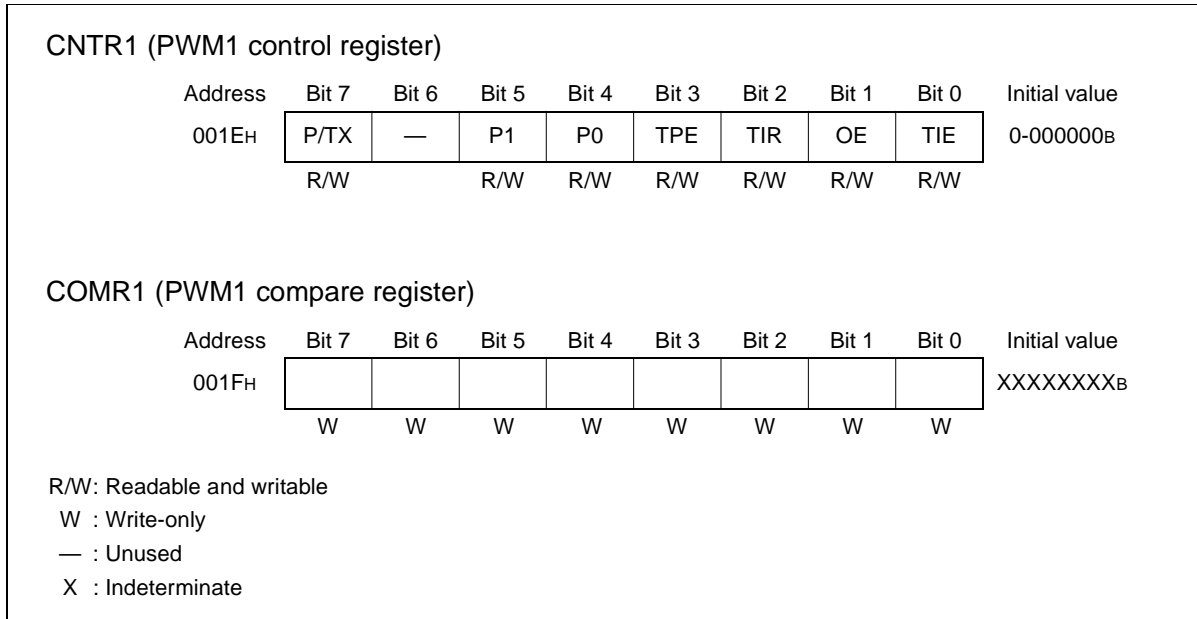 CNTR1 (PWM1 control register)
Address Bit 7 Bit 6 Bit 5 Bit 4 Bit 3 Bit 2 Bit 1 Bit 0 Initial value
001EH P/TX — P1 P0 TPE TIR OE TIE 0-000000B
R/W R/W R/W R/W R/W R/W R/W
COMR1 (PWM1 compare register)
Address Bit 7 Bit 6 Bit 5 Bit 4 Bit 3 Bit 2 Bit 1 Bit 0 Initial value
001FH XXXXXXXXB
W W W W W W W W
R/W: Readable and writable
W : Write-only
— : Unused
X : Indeterminate